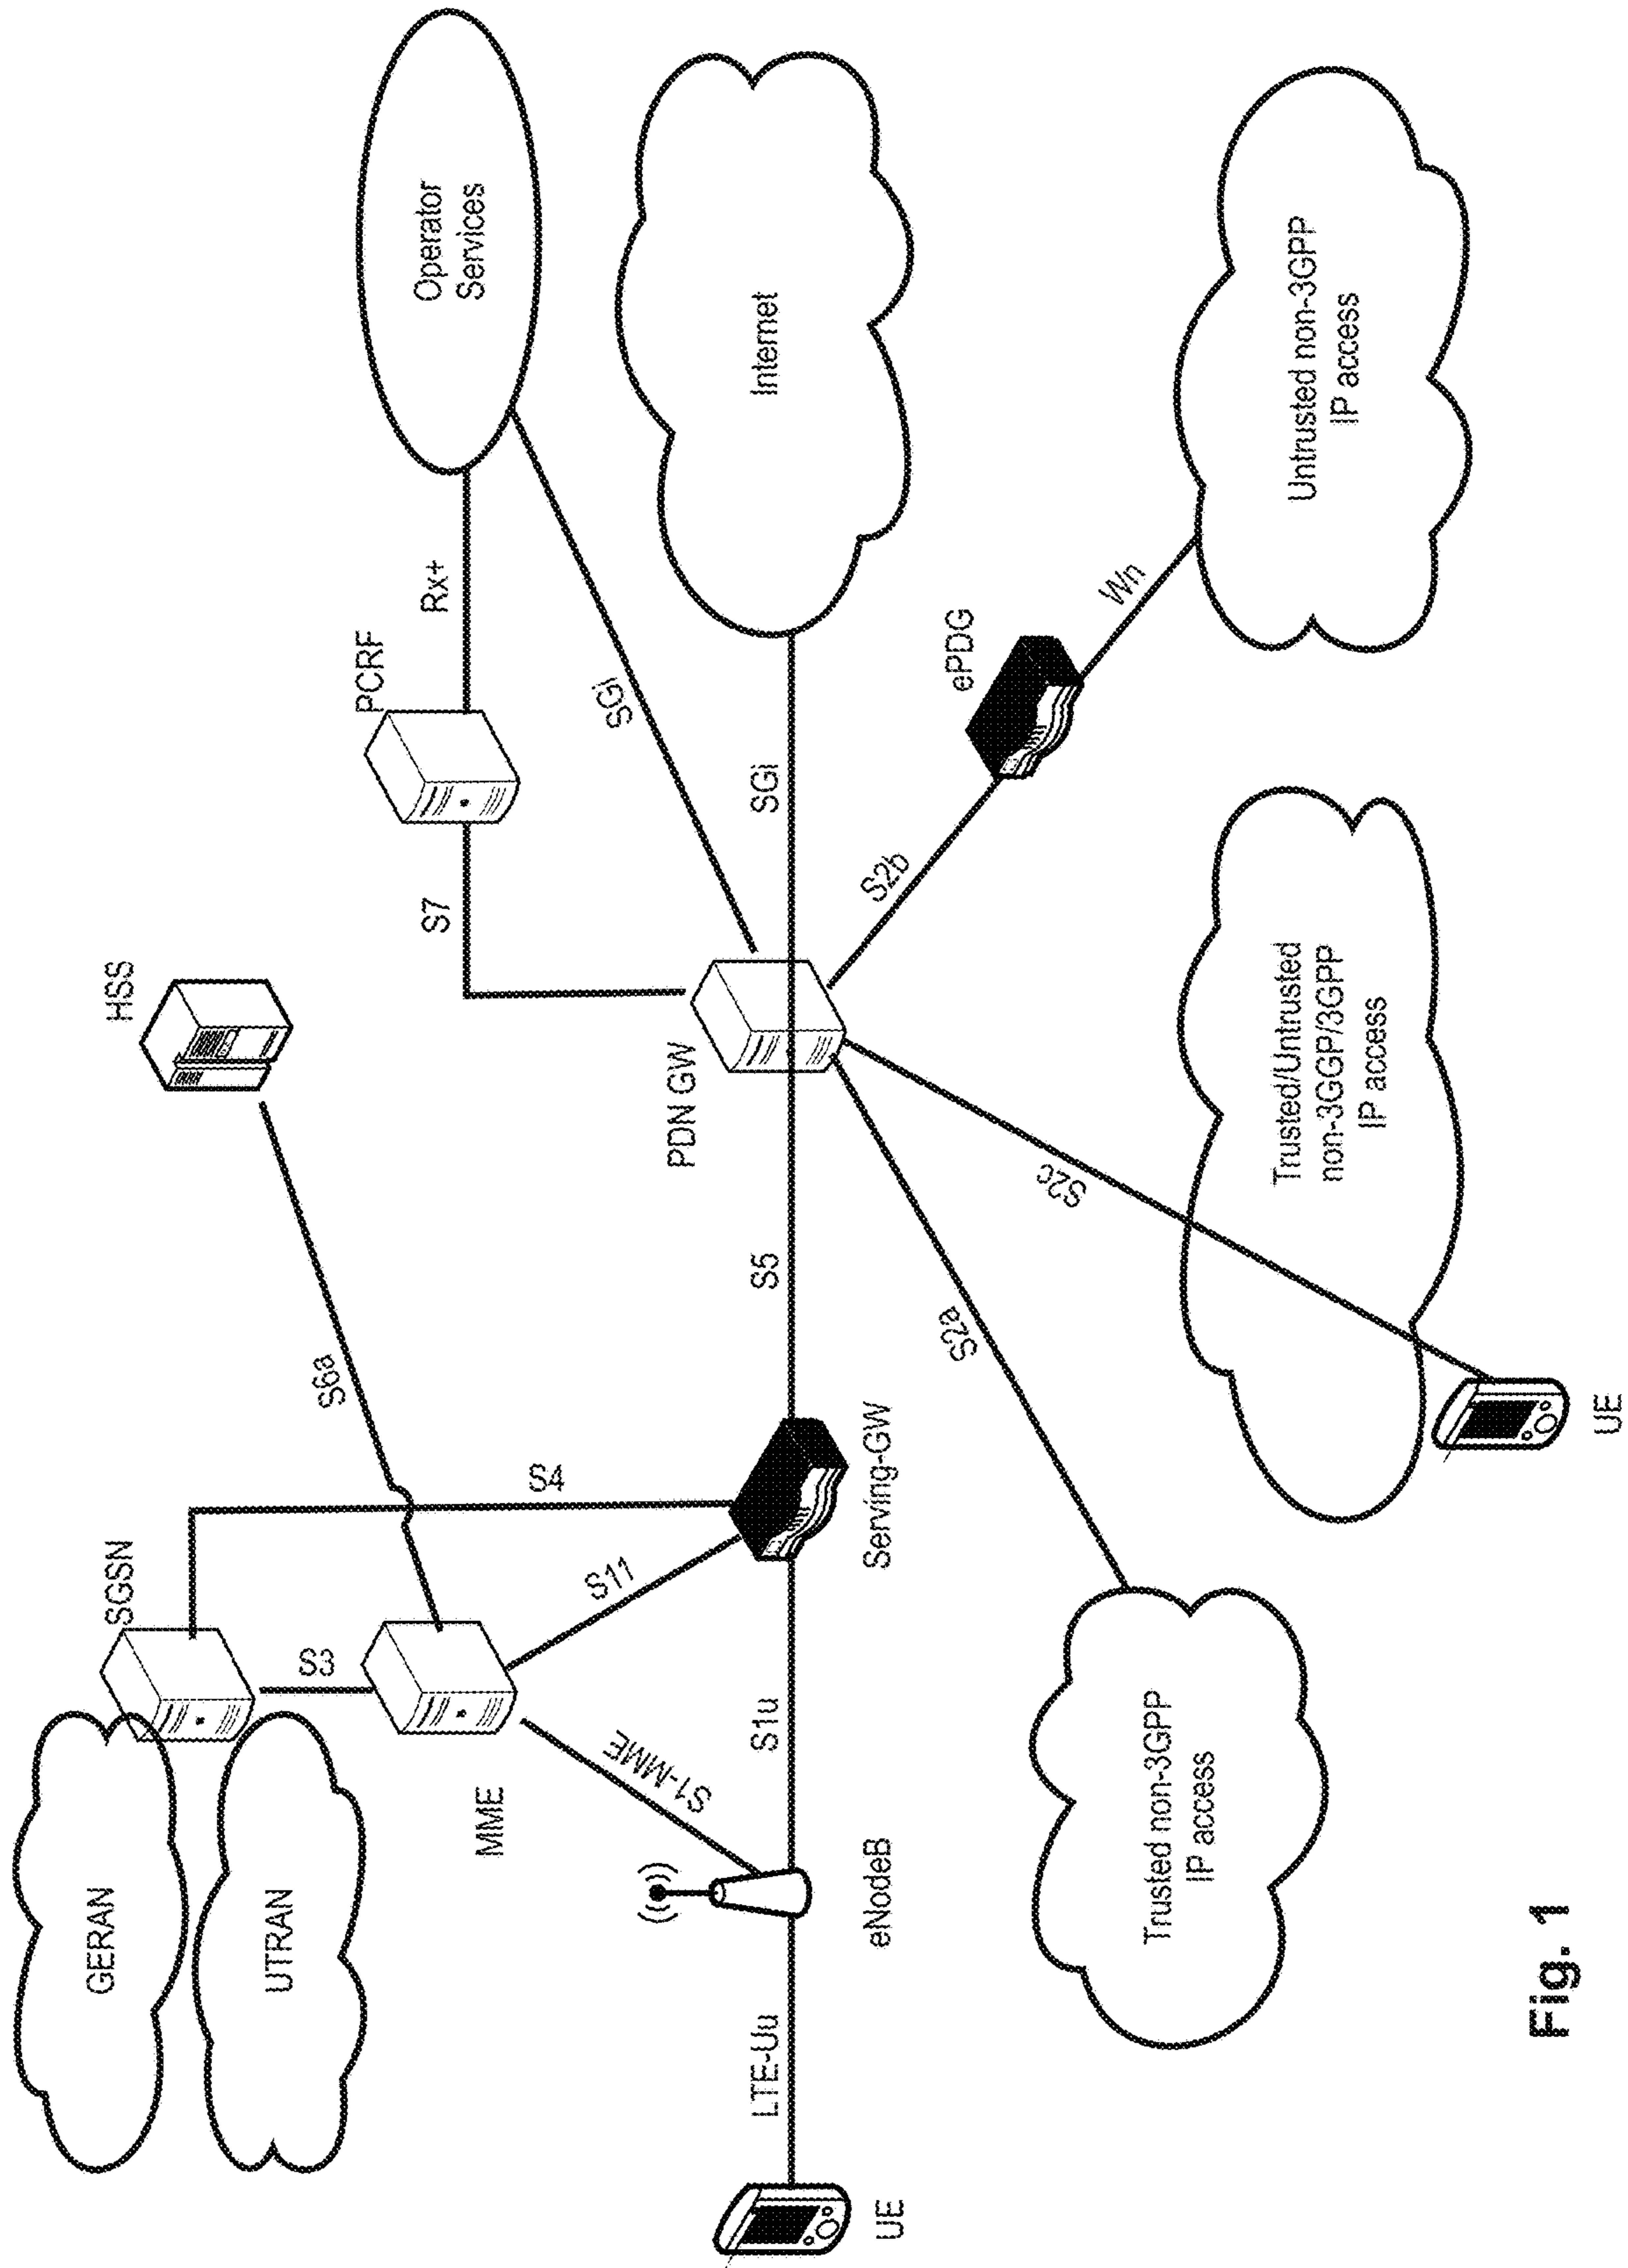 GERAN
SGSN
HSS
UTRAN
S3
S6a
MME
S4
S11
S7
PCRF
Rx+
Operator
Services
S1-MME
SGi
LTE-Uu
S1u
S5
PDN GW
SGi
Internet
UE
eNodeB
Serving-GW
S2a
S2c
S2b
ePDG
Wn
Trusted non-3GPP
IP access
Trusted/Untrusted
non-3GGP/3GPP
IP access
Untrusted non-3GPP
IP access
UE
Fig. 1